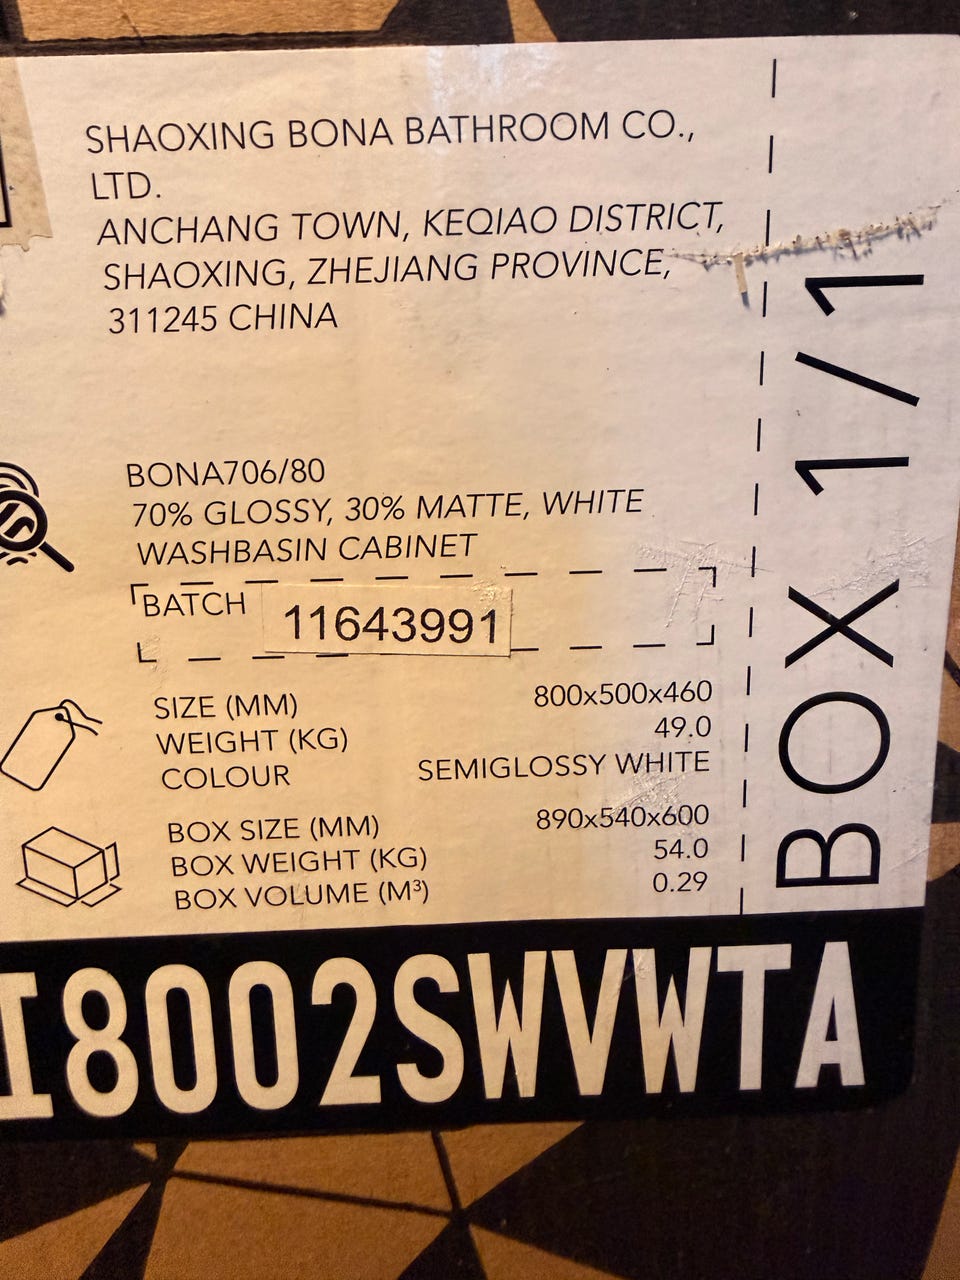 SHAOXING BONA BATHROOM CO.,
LTD.
ANCHANG TOWN, KEQIAO DISTRICT,
SHAOXING, ZHEJIANG PROVINCE,
311245 CHINA
BONA706/80
70% GLOSSY, 30% MATTE, WHITE
WASHBASIN CABINET
BATCH 11643991
SIZE (MM) 800x500x460
WEIGHT (KG) 49.0
COLOUR SEMIGLOSSY WHITE
BOX SIZE (MM) 890x540x600
BOX WEIGHT (KG) 54.0
BOX VOLUME (M³) 0.29
BOX 1/1
I8002SWVWTA